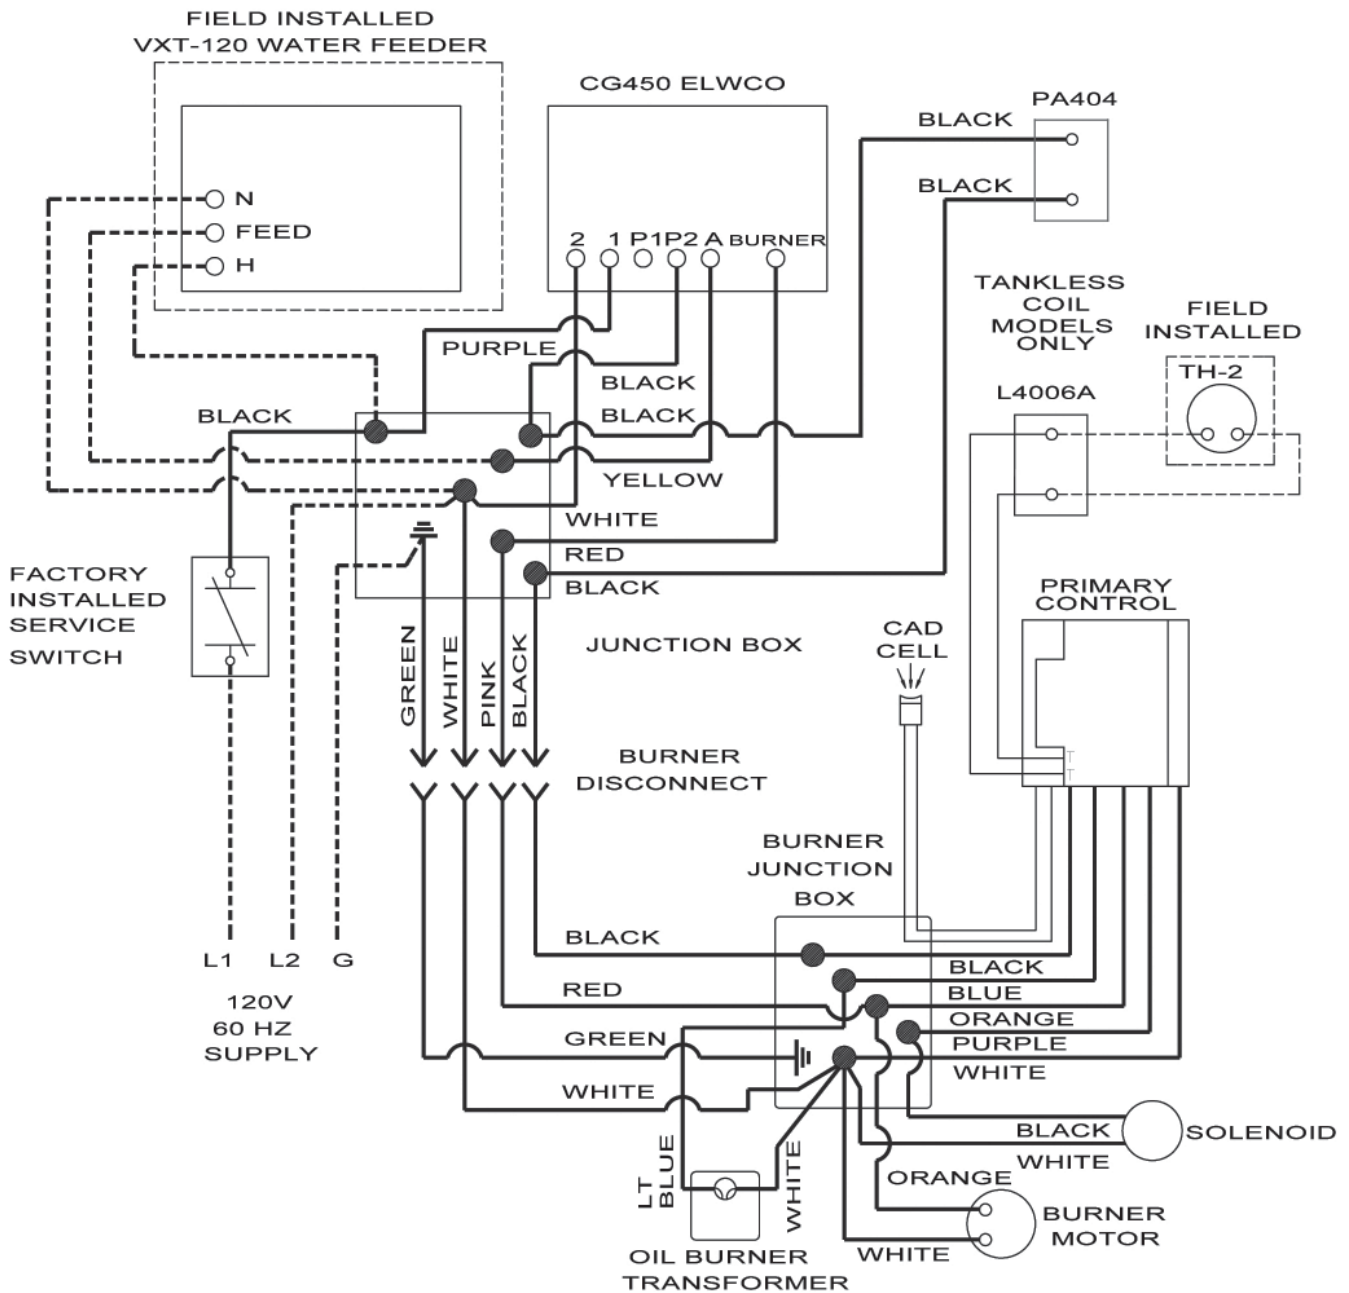 FIELD INSTALLED
VXT-120 WATER FEEDER
N
FEED
H
CG450 ELWCO
2 1 P1 P2 A BURNER
PA404
BLACK
BLACK
TANKLESS
COIL
MODELS
ONLY
FIELD
INSTALLED
TH-2
L4006A
PURPLE
BLACK
BLACK
BLACK
YELLOW
WHITE
RED
BLACK
FACTORY
INSTALLED
SERVICE
SWITCH
JUNCTION BOX
GREEN
WHITE
PINK
BLACK
PRIMARY
CONTROL
T
T
CAD
CELL
BURNER
DISCONNECT
BURNER
JUNCTION
BOX
L1 L2 G
120V
60 HZ
SUPPLY
BLACK
RED
GREEN
WHITE
BLACK
BLUE
ORANGE
PURPLE
WHITE
BLACK
WHITE
SOLENOID
LT
BLUE
WHITE
ORANGE
WHITE
BURNER
MOTOR
OIL BURNER
TRANSFORMER